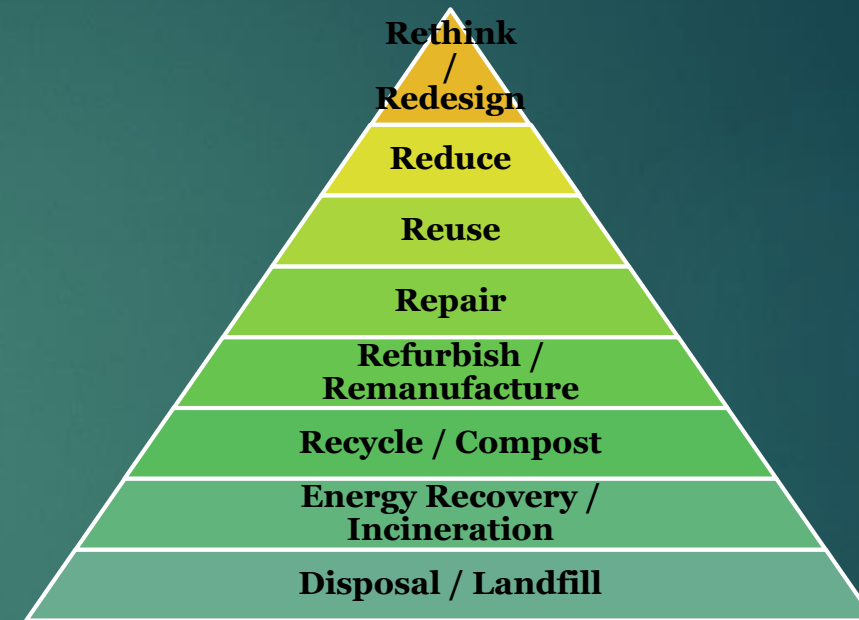 Rethink
/
Redesign
Reduce
Reuse
Repair
Refurbish /
Remanufacture
Recycle / Compost
Energy Recovery /
Incineration
Disposal / Landfill